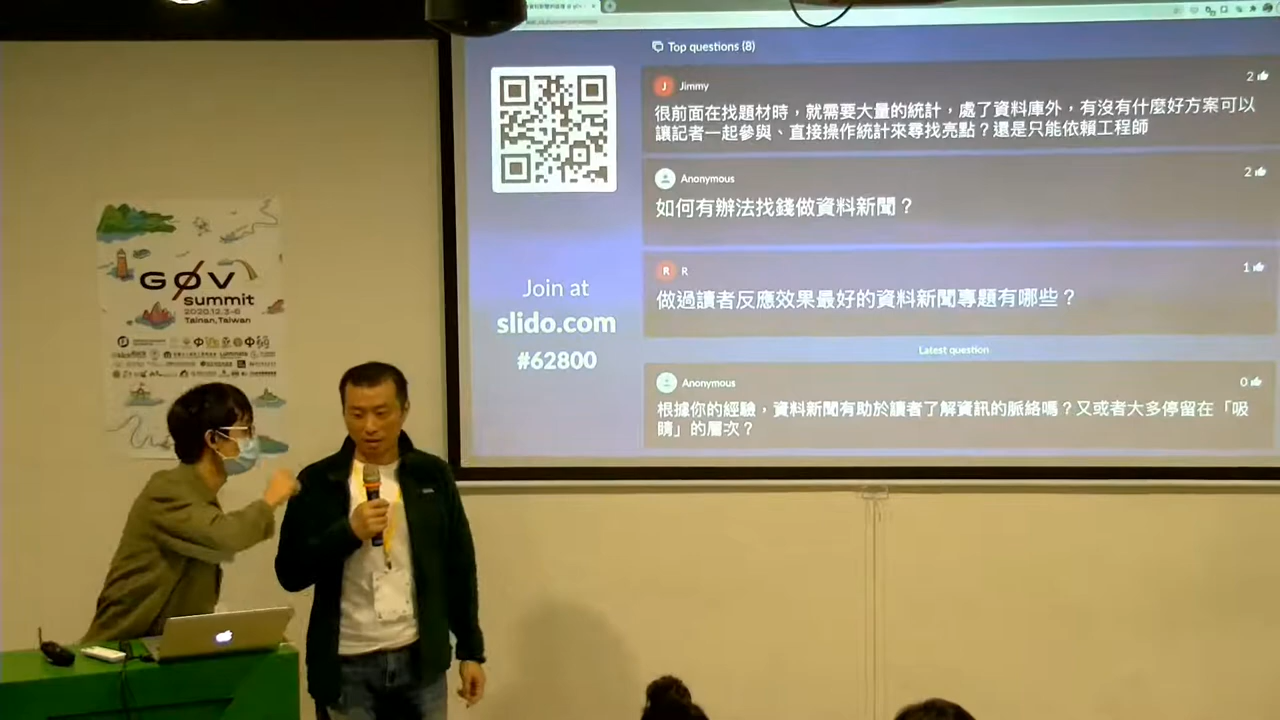 Top questions (8)
J Jimmy
2
很前面在找題材時，就需要大量的統計，處了資料庫外，有沒有什麼好方案可以
讓記者一起參與、直接操作統計來尋找亮點？還是只能依賴工程師
Anonymous
2
如何有辦法找錢做資料新聞？
R R
1
做過讀者反應效果最好的資料新聞專題有哪些？
Latest question
Anonymous
0
根據你的經驗，資料新聞有助於讀者了解資訊的脈絡嗎？又或者大多停留在「吸
睛」的層次？
Join at
slido.com
#62800
GØV
summit
2020.12.3-6
Tainan, Taiwan